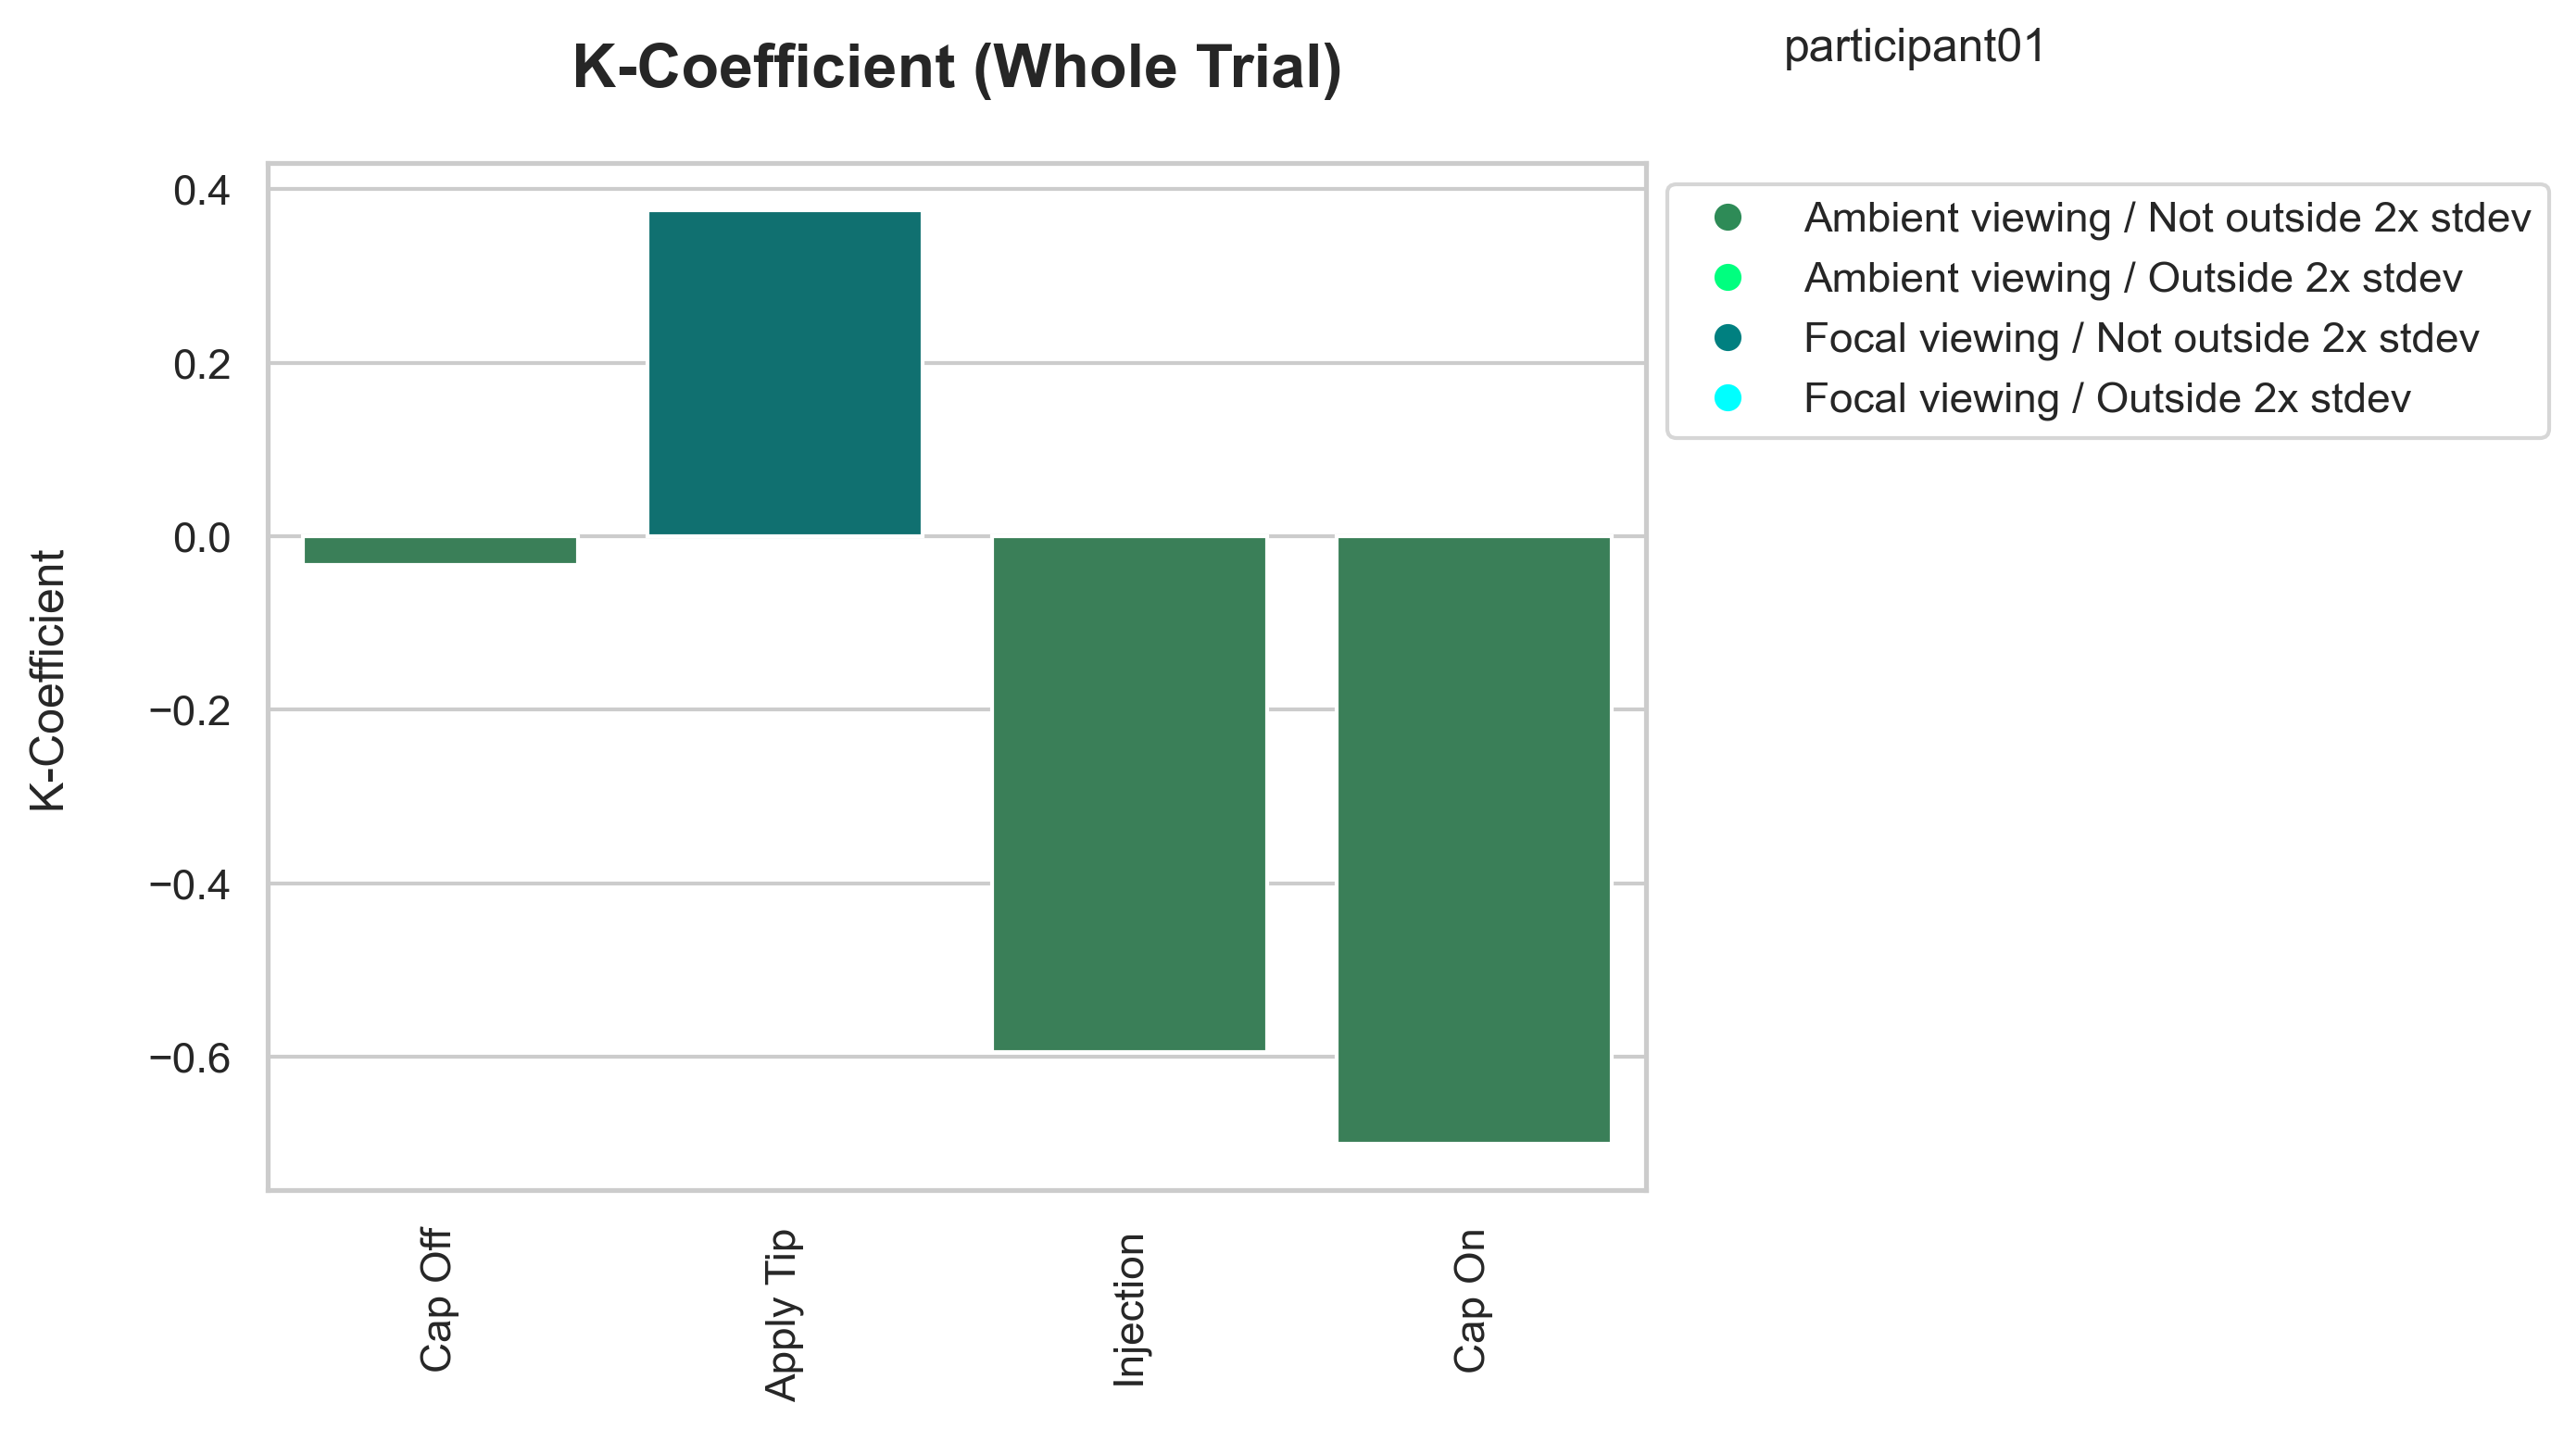 K-Coefficient (Whole Trial)
participant01
Ambient viewing / Not outside 2x stdev
Ambient viewing / Outside 2x stdev
Focal viewing / Not outside 2x stdev
Focal viewing / Outside 2x stdev
K-Coefficient
0.4
0.2
0.0
−0.2
−0.4
−0.6
Cap Off
Apply Tip
Injection
Cap On